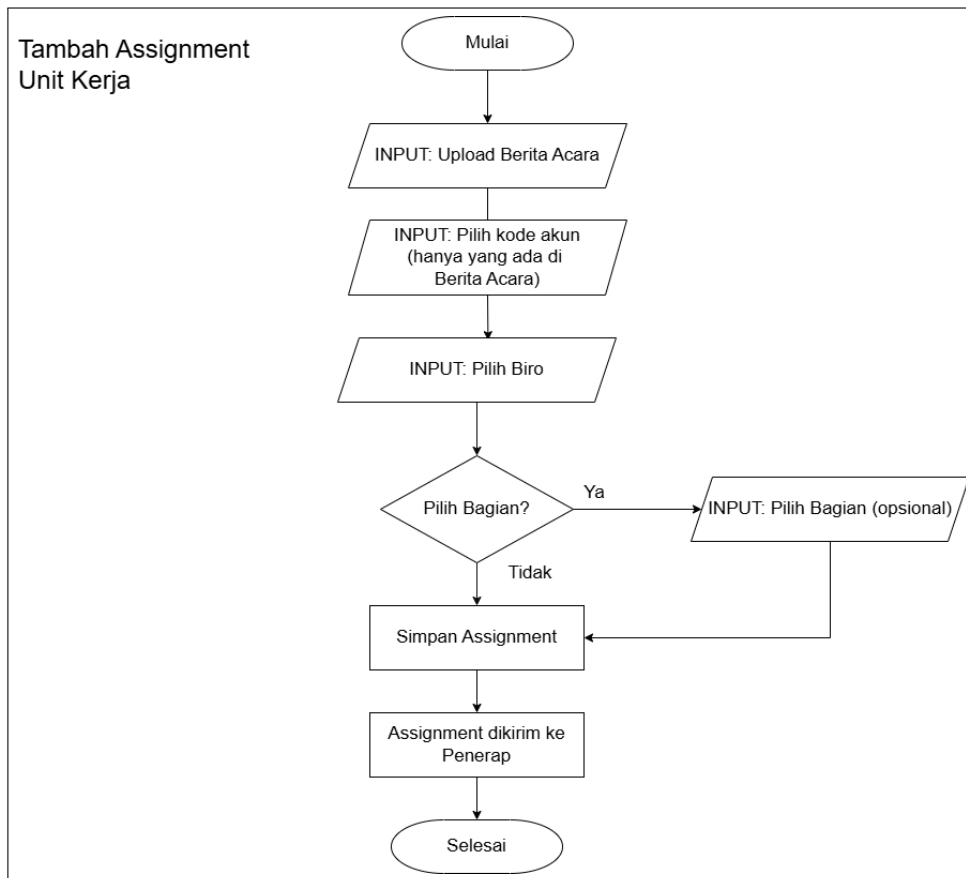 Tambah Assignment
Unit Kerja
Mulai
INPUT: Upload Berita Acara
INPUT: Pilih kode akun
(hanya yang ada di
Berita Acara)
INPUT: Pilih Biro
Pilih Bagian?
Ya
INPUT: Pilih Bagian (opsional)
Tidak
Simpan Assignment
Assignment dikirim ke
Penerap
Selesai